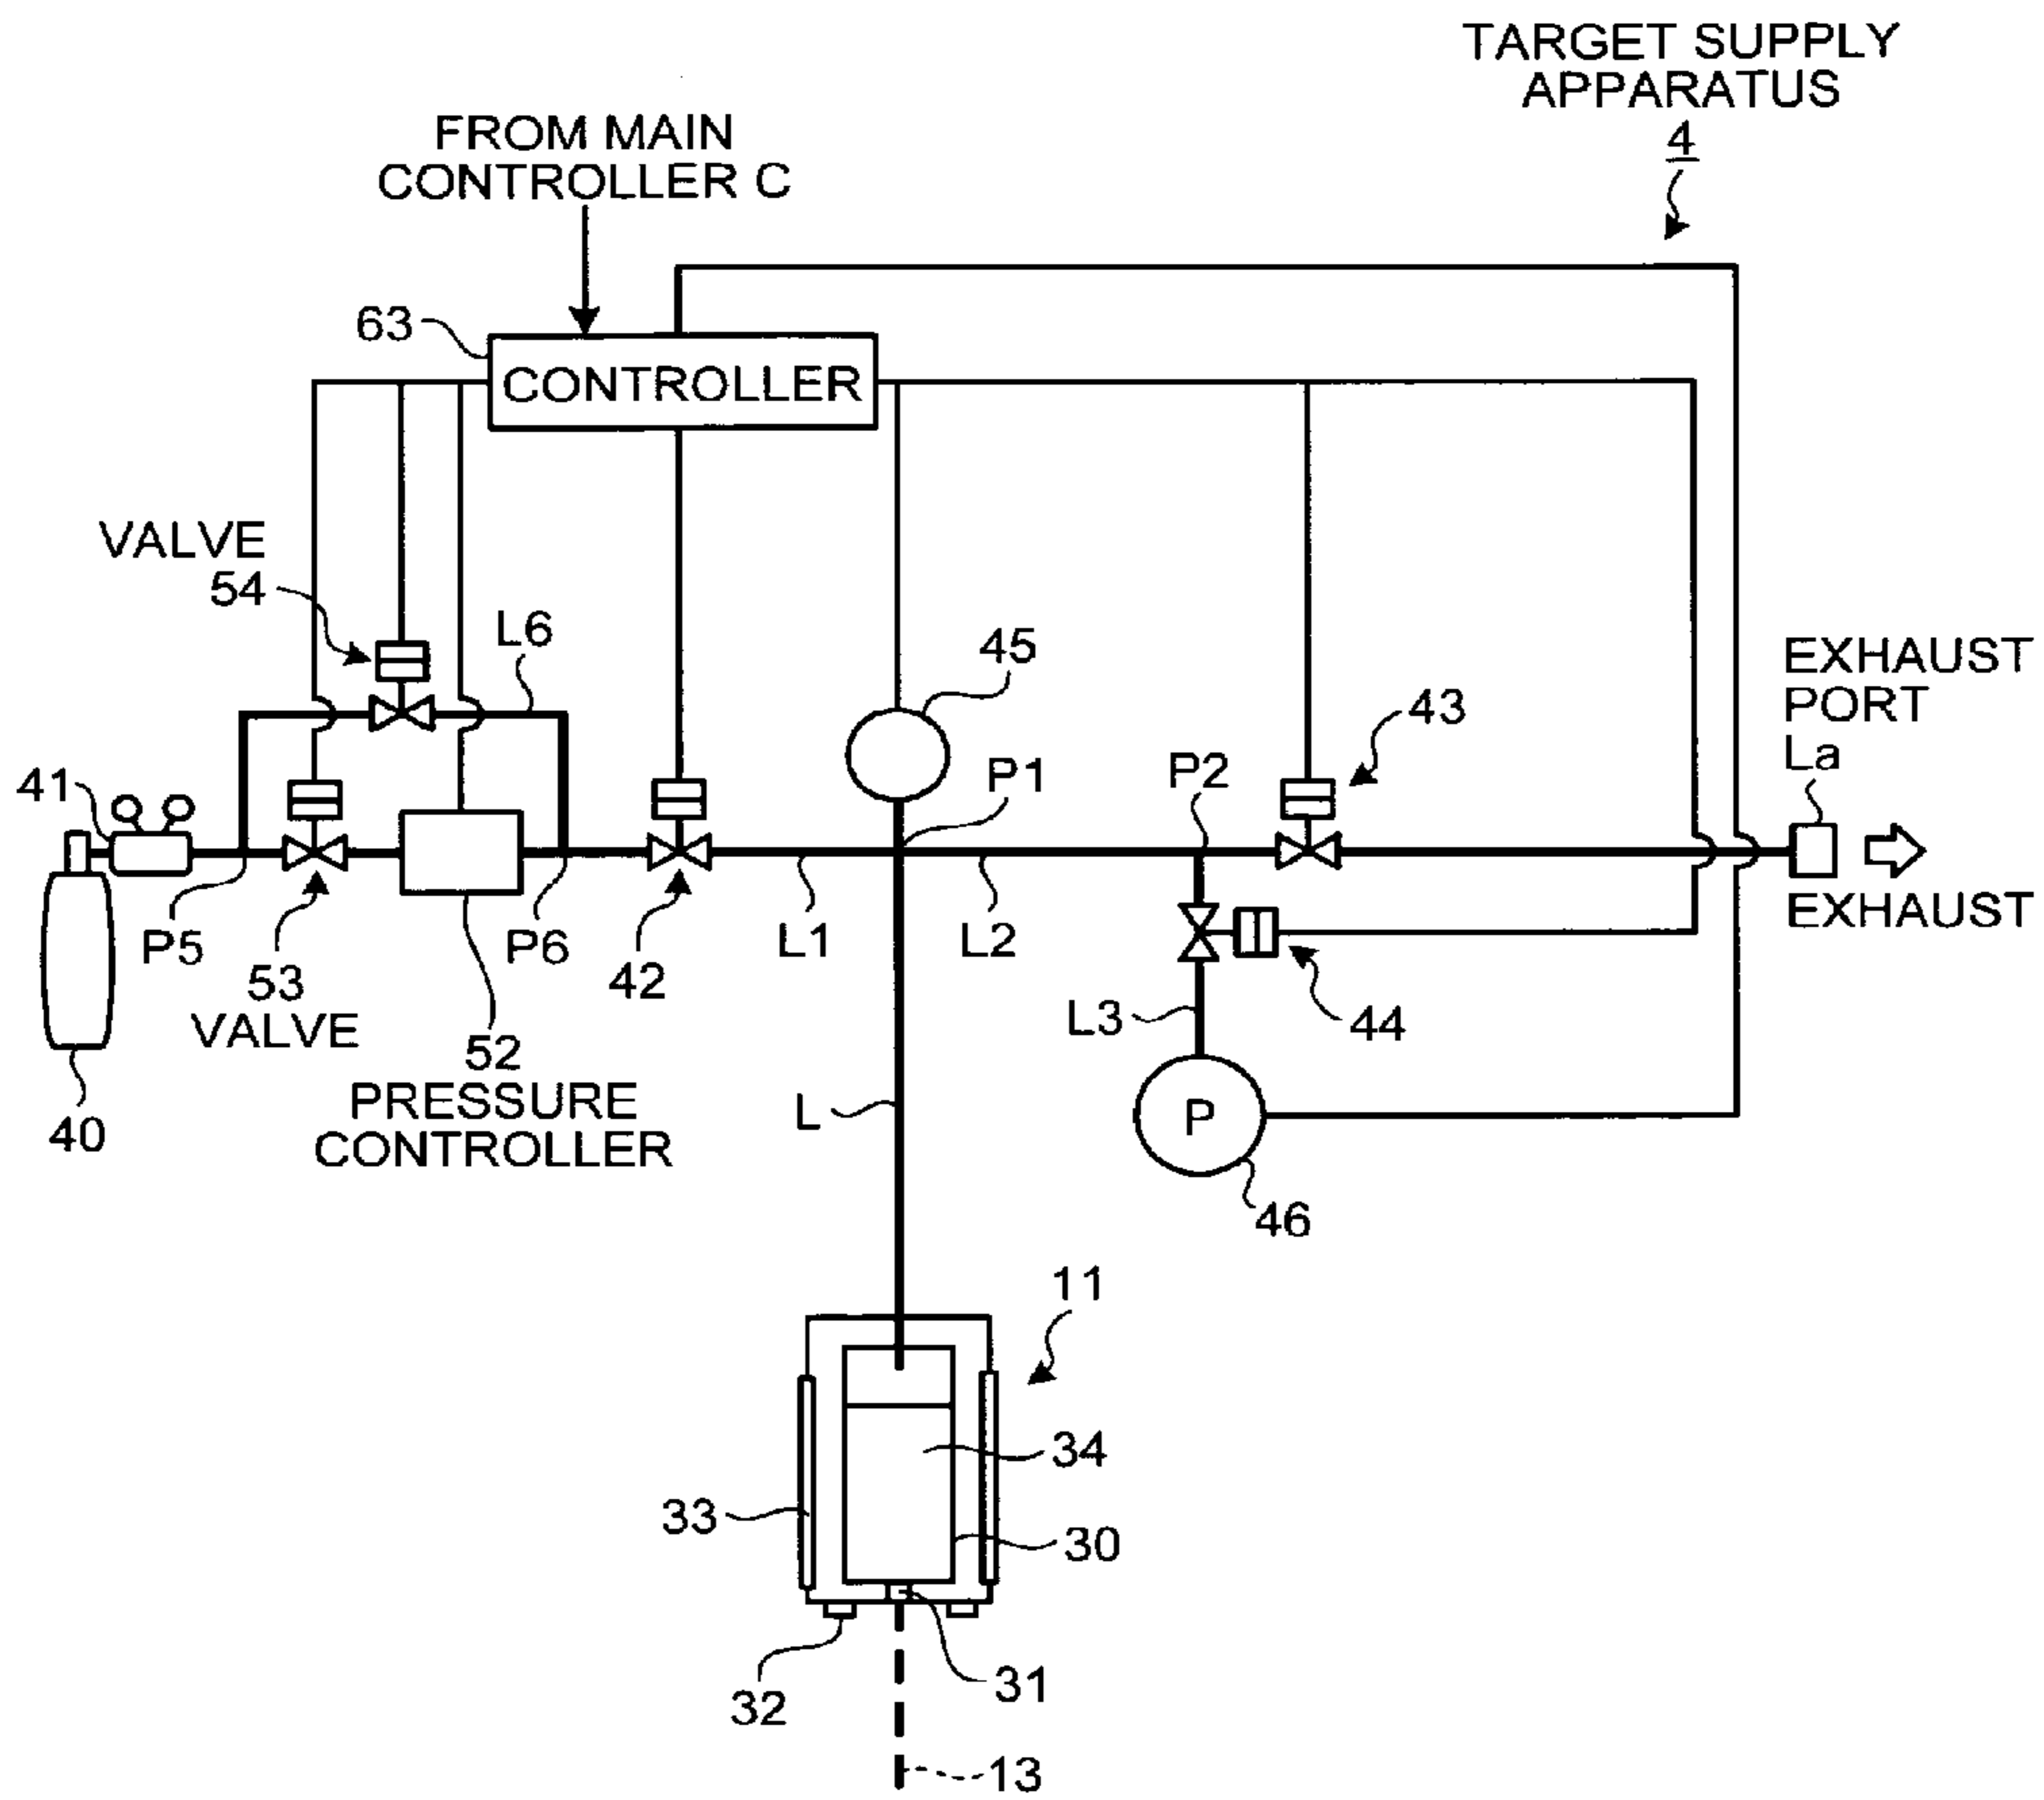 TARGET SUPPLY
APPARATUS
4
FROM MAIN
CONTROLLER C
63
CONTROLLER
VALVE
54
L6
45
43
EXHAUST
PORT
La
41
P1
P2
P5
53
VALVE
P6
42
L1
L2
EXHAUST
L3
44
52
PRESSURE
CONTROLLER
40
L
P
46
11
34
33
30
31
32
13